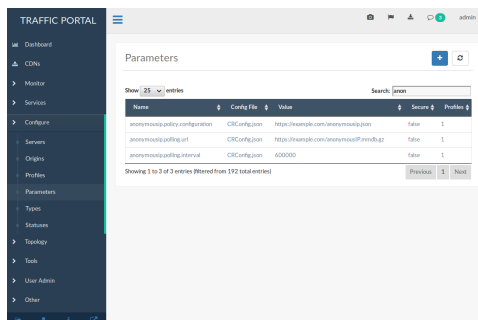 TRAFFIC PORTAL
3
admin
Dashboard
CDNs
Monitor
Services
Configure
Servers
Origins
Profiles
Parameters
Types
Statuses
Topology
Tools
User Admin
Other
Parameters
Show 25 entries
Search: anon
Name Config File Value Secure Profiles
anonymousip.policy.configuration CRConfig.json https://example.com/anonymousip.json false 1
anonymousip.polling.url CRConfig.json https://example.com/anonymousIP.mmdb.gz false 1
anonymousip.polling.interval CRConfig.json 600000 false 1
Showing 1 to 3 of 3 entries (filtered from 192 total entries)
Previous 1 Next